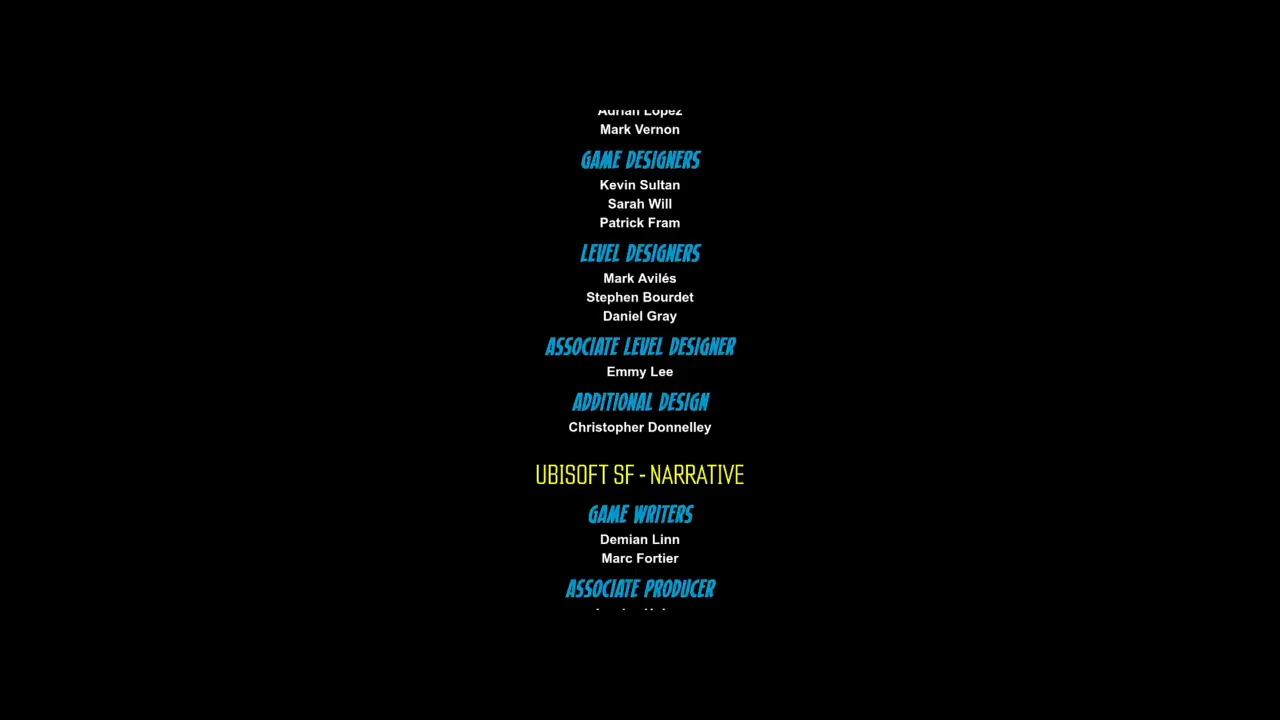 Adrian Lopez
Mark Vernon
GAME DESIGNERS
Kevin Sultan
Sarah Will
Patrick Fram
LEVEL DESIGNERS
Mark Avilés
Stephen Bourdet
Daniel Gray
ASSOCIATE LEVEL DESIGNER
Emmy Lee
ADDITIONAL DESIGN
Christopher Donnelley
UBISOFT SF - NARRATIVE
GAME WRITERS
Demian Linn
Marc Fortier
ASSOCIATE PRODUCER